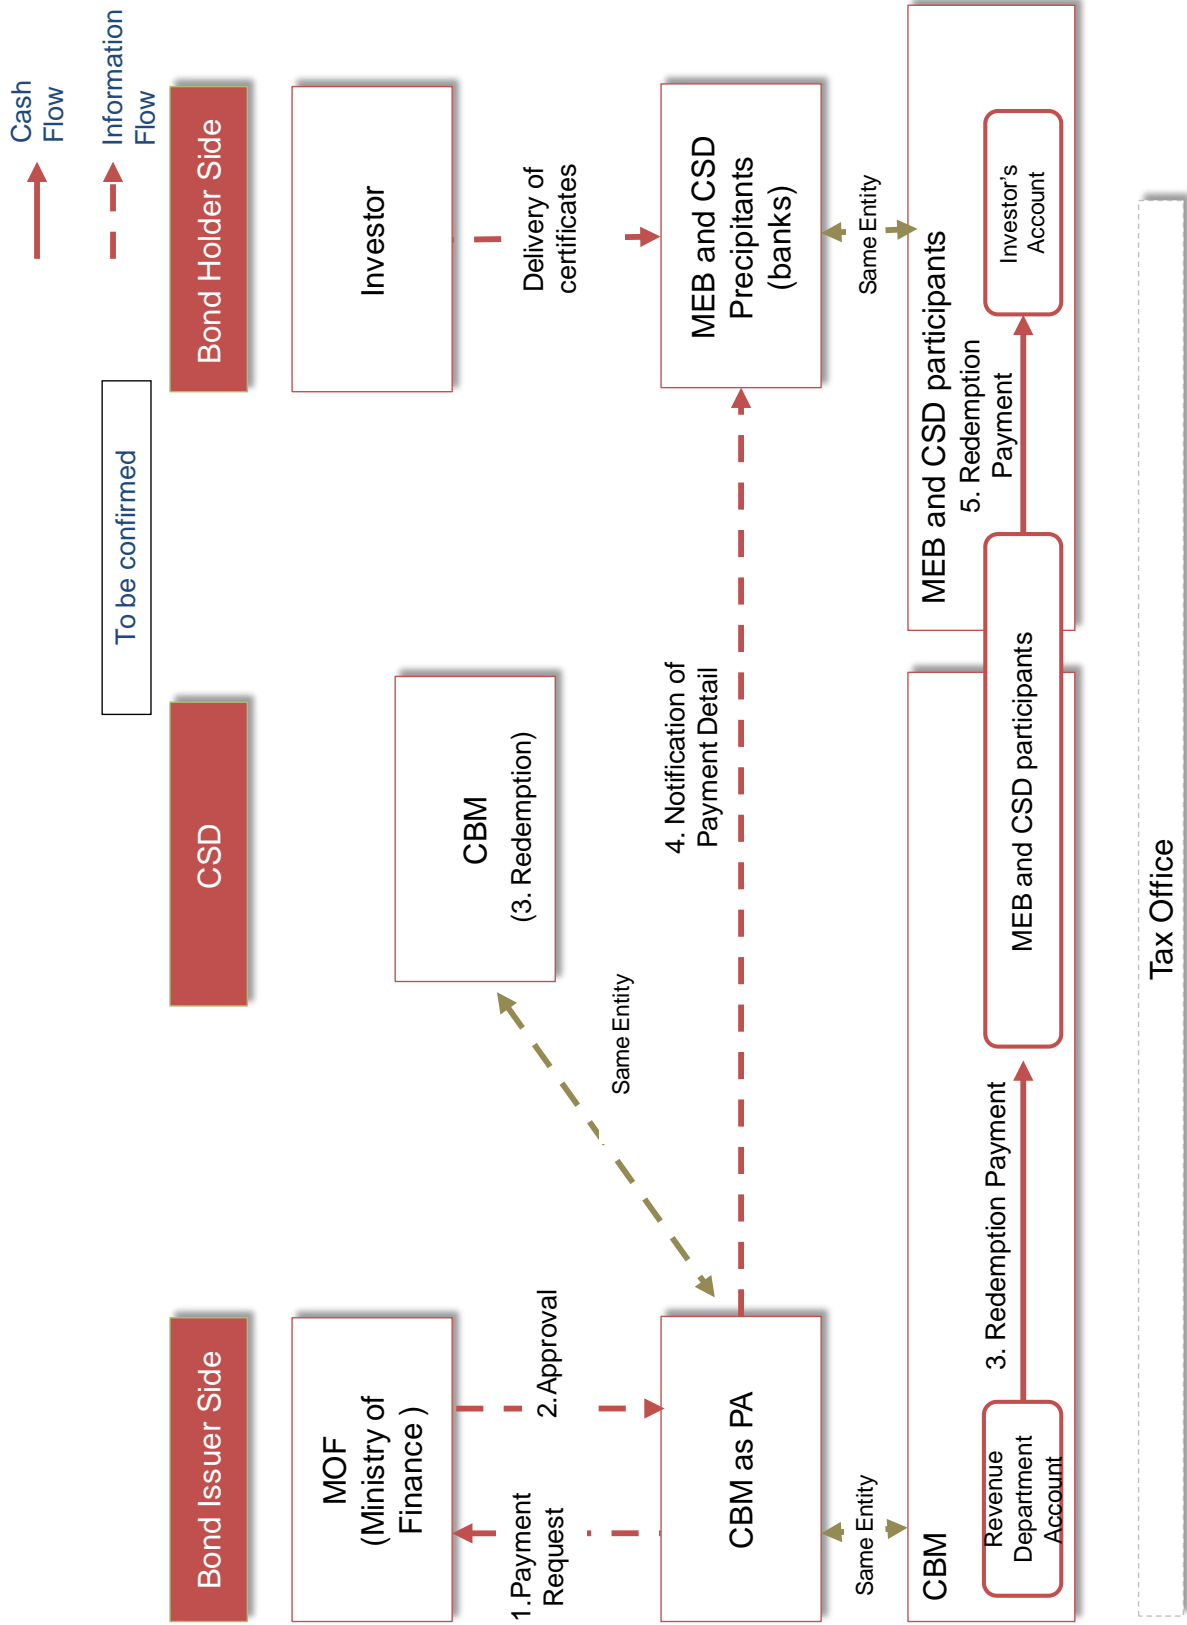 Cash
Flow
Information
Flow
To be confirmed
Bond Issuer Side
CSD
Bond Holder Side
MOF
(Ministry of
Finance )
CBM
(3. Redemption)
Investor
1.Payment
Request
2.Approval
Same Entity
Delivery of
certificates
CBM as PA
4. Notification of
Payment Detail
MEB and CSD
Precipitants
(banks)
Same Entity
Same Entity
CBM
MEB and CSD participants
Revenue
Department
Account
3. Redemption Payment
MEB and CSD participants
5. Redemption
Payment
Investor's
Account
Tax Office